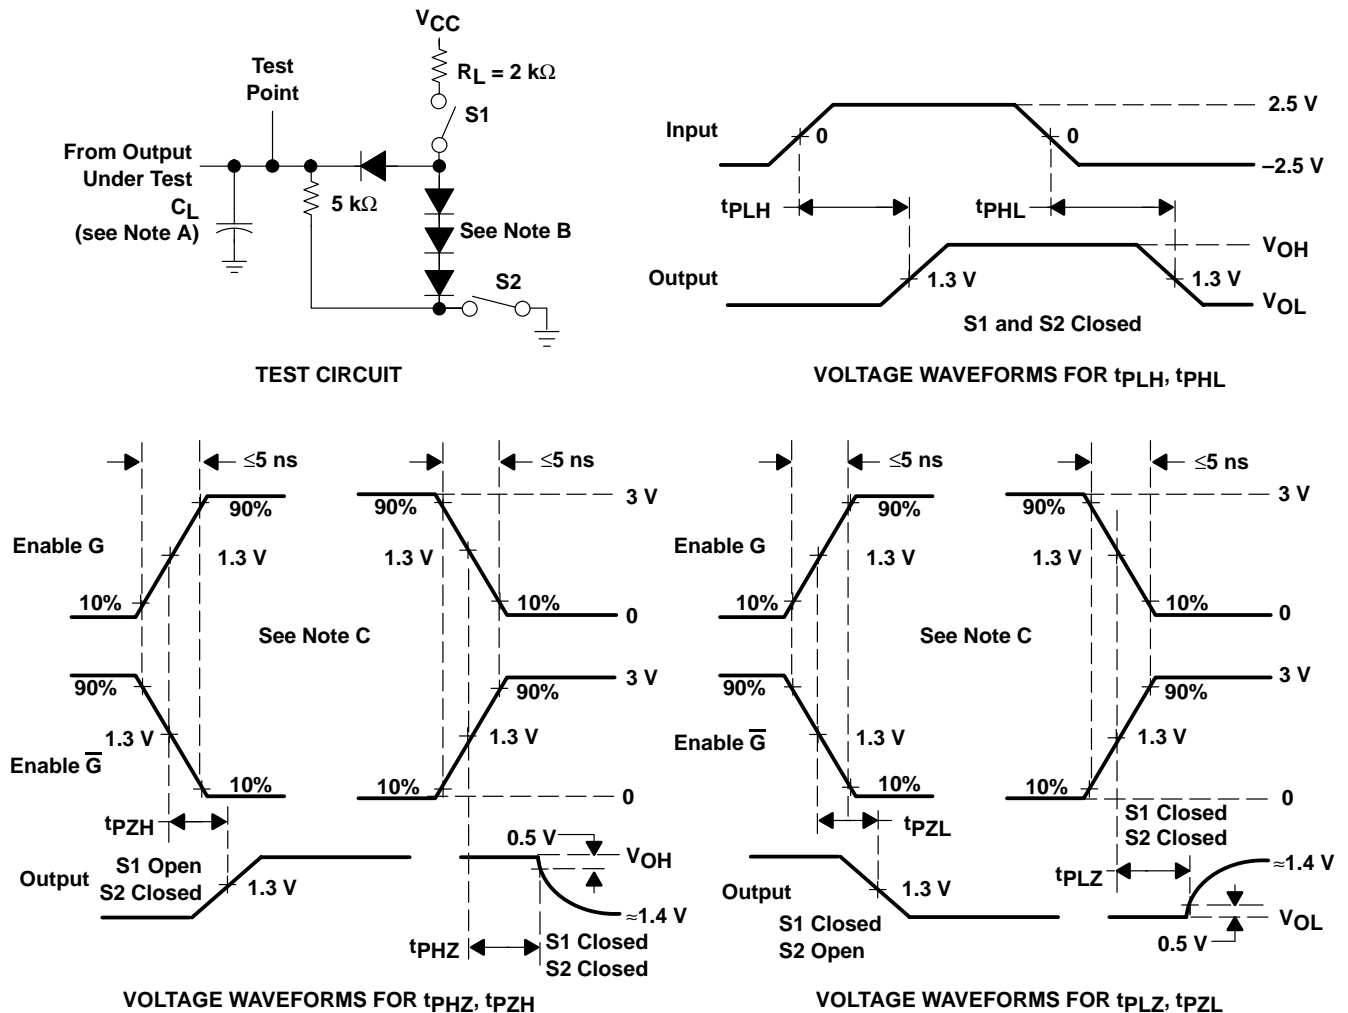 VCC
RL = 2 kΩ
Test
Point
S1
From Output
Under Test
CL
(see Note A)
5 kΩ
See Note B
S2
TEST CIRCUIT
Input
0
0
2.5 V
–2.5 V
tPLH
tPHL
Output
1.3 V
VOH
1.3 V
VOL
S1 and S2 Closed
VOLTAGE WAVEFORMS FOR tPLH, tPHL
≤5 ns
≤5 ns
90%
90%
3 V
Enable G
1.3 V
1.3 V
10%
10%
0
See Note C
90%
90%
3 V
1.3 V
1.3 V
Enable G̅
10%
10%
0
tPZH
0.5 V
VOH
S1 Open
S2 Closed
Output
1.3 V
≈1.4 V
tPHZ
S1 Closed
S2 Closed
VOLTAGE WAVEFORMS FOR tPHZ, tPZH
≤5 ns
≤5 ns
90%
90%
3 V
Enable G
1.3 V
1.3 V
10%
10%
0
See Note C
90%
90%
3 V
Enable G̅
1.3 V
1.3 V
10%
10%
0
tPZL
S1 Closed
S2 Closed
≈1.4 V
tPLZ
Output
1.3 V
S1 Closed
S2 Open
VOL
0.5 V
VOLTAGE WAVEFORMS FOR tPLZ, tPZL